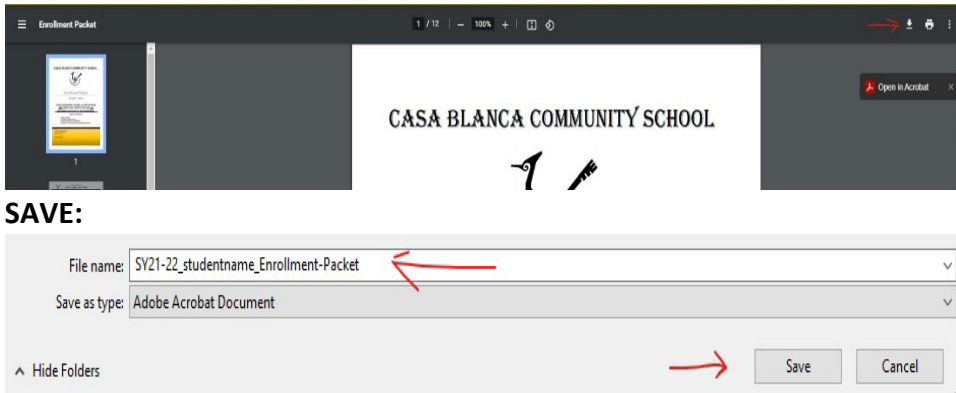 Enrollment Packet
1 / 12 | − 100% +
Open in Acrobat X
1
CASA BLANCA COMMUNITY SCHOOL
SAVE:
File name: SY21-22_studentname_Enrollment-Packet
Save as type: Adobe Acrobat Document
Hide Folders Save Cancel